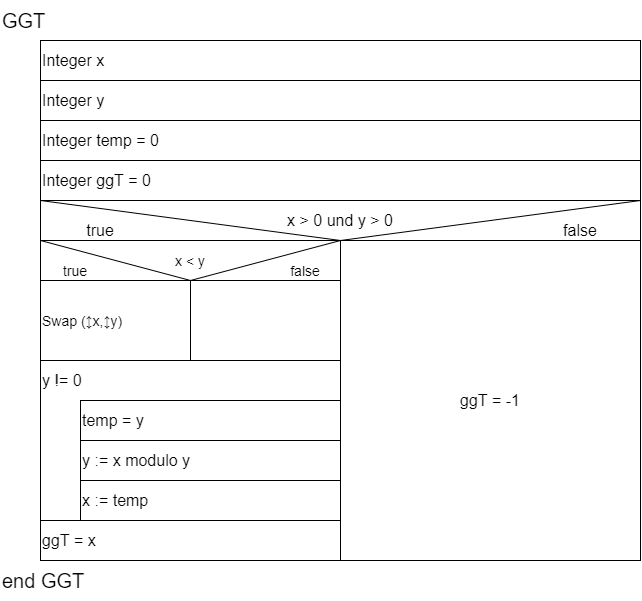 GGT
Integer x
Integer y
Integer temp = 0
Integer ggT = 0
x > 0 und y > 0
true
false
x < y
true
false
Swap (↕x,↕y)
y != 0
temp = y
y := x modulo y
x := temp
ggT = x
ggT = -1
end GGT